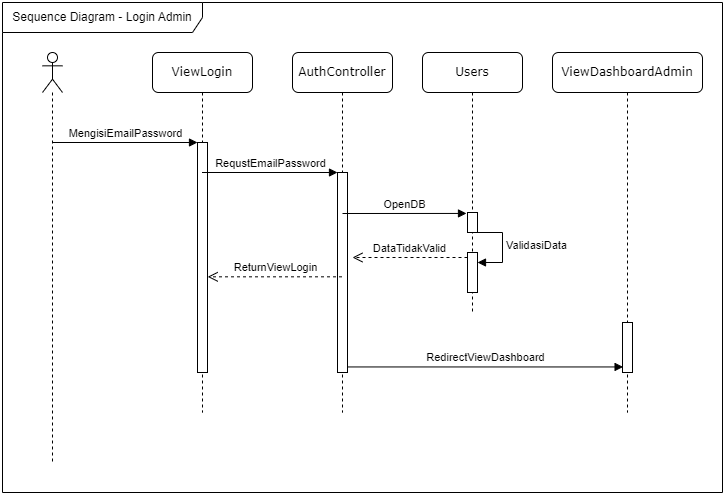 Sequence Diagram - Login Admin
ViewLogin
AuthController
Users
ViewDashboardAdmin
MengisiEmailPassword
RequstEmailPassword
OpenDB
ValidasiData
DataTidakValid
ReturnViewLogin
RedirectViewDashboard